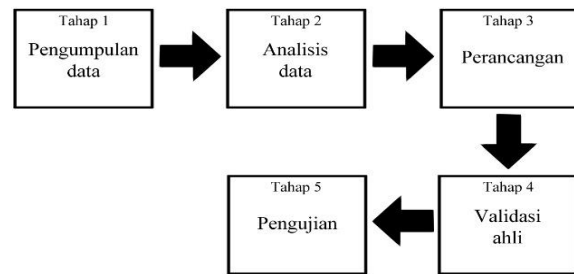 Tahap 1
Pengumpulan
data
Tahap 2
Analisis
data
Tahap 3
Perancangan
Tahap 4
Validasi
ahli
Tahap 5
Pengujian